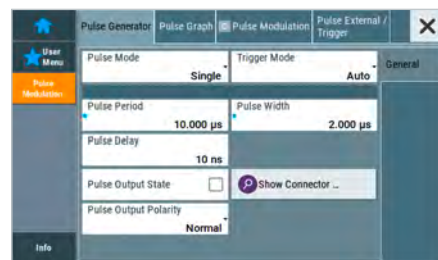 Pulse Generator
Pulse Graph
Pulse Modulation
Pulse External /
Trigger
User
Menu
Pulse
Modulation
Pulse Mode
Single
Trigger Mode
Auto
General
Pulse Period
10.000 µs
Pulse Width
2.000 µs
Pulse Delay
10 ns
Pulse Output State
Show Connector ...
Pulse Output Polarity
Normal
Info